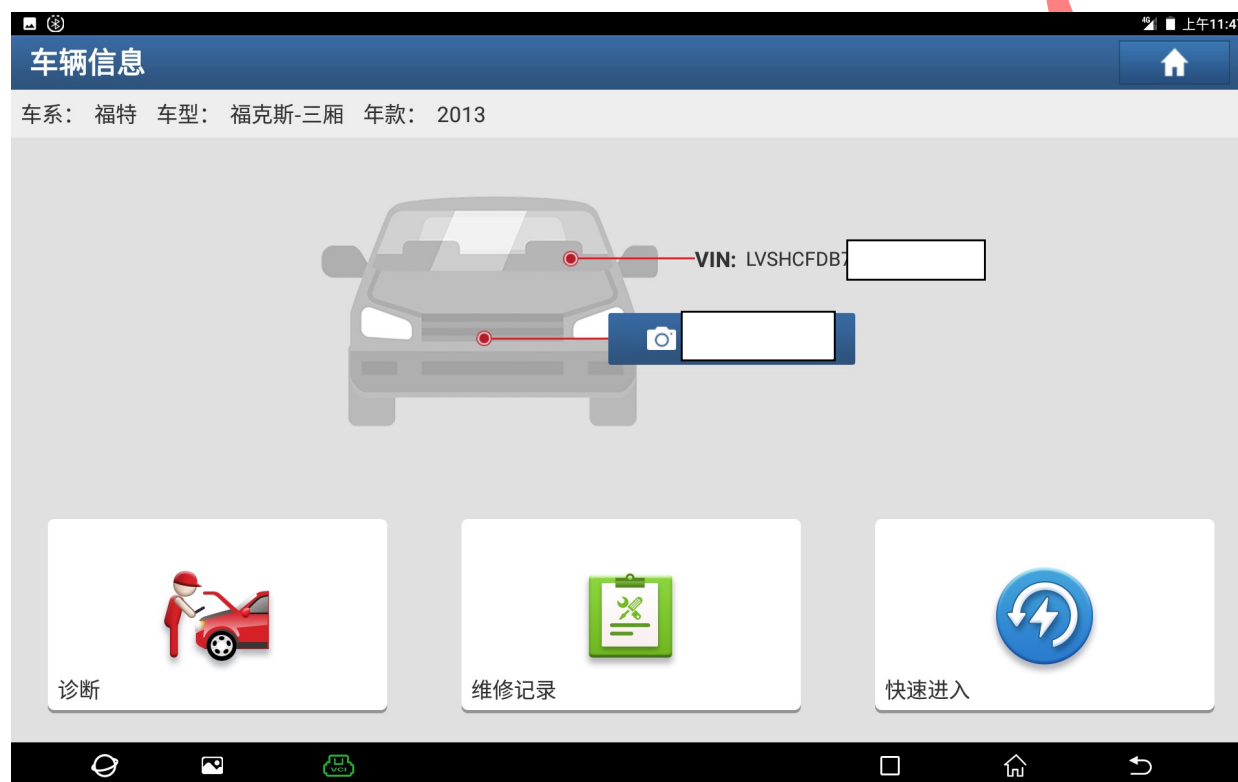 4G 上午11:4
车辆信息
车系： 福特 车型： 福克斯-三厢 年款： 2013
VIN: LVSHCFDB7
诊断
维修记录
快速进入
VCI